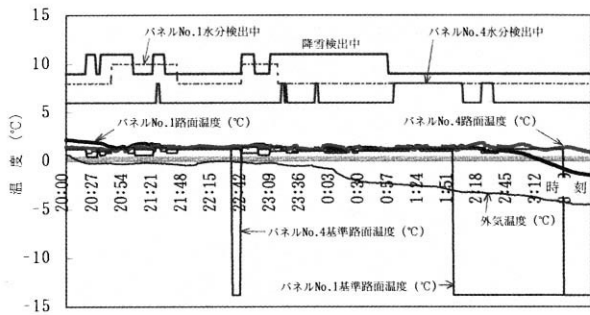 15
10
5
0
-5
-10
-15
温度 (℃)
パネルNo.1水分検出中
降雪検出中
パネルNo.4水分検出中
パネルNo.1路面温度 (℃)
パネルNo.4路面温度 (℃)
20:00
20:27
20:54
21:21
21:48
22:15
22:42
23:09
23:36
0:03
0:30
0:57
1:24
1:51
2:18
2:45
3:12
時刻
外気温度 (℃)
パネルNo.4基準路面温度 (℃)
パネルNo.1基準路面温度 (℃)